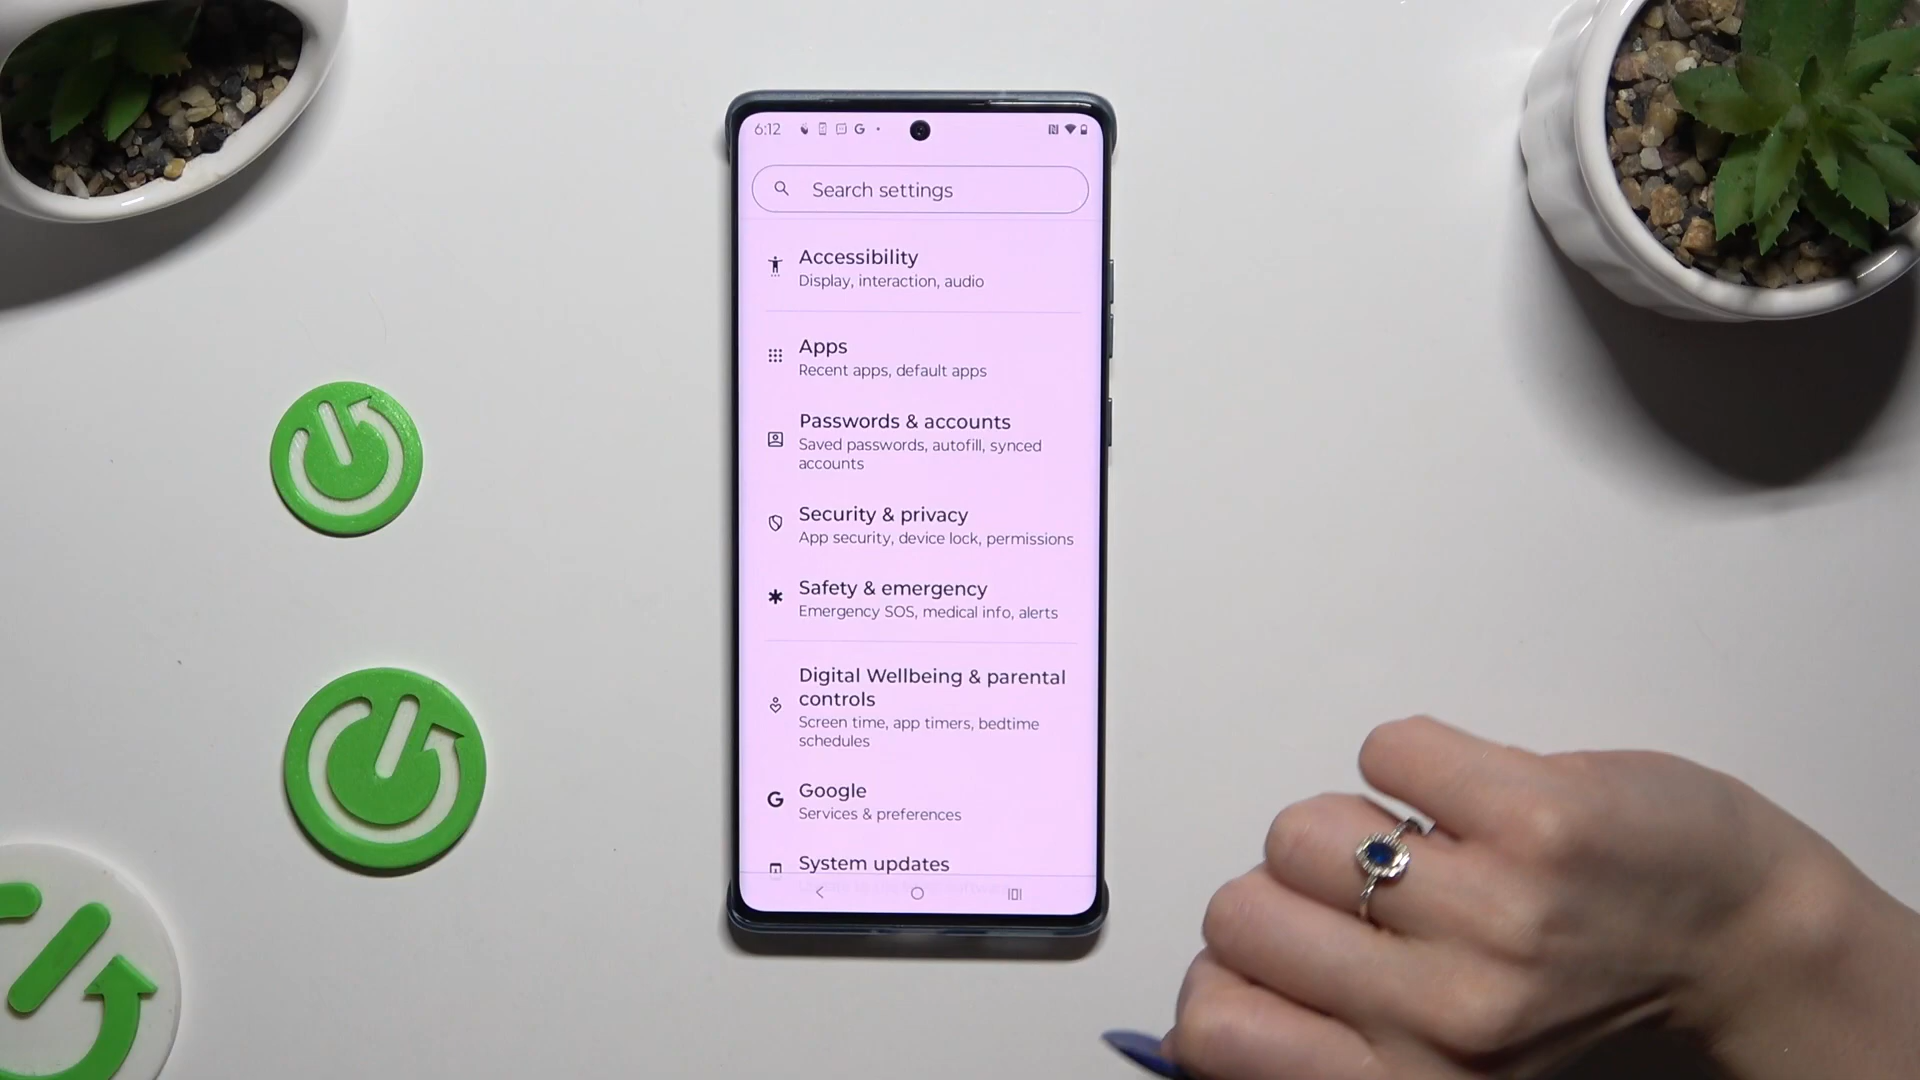 6:12
Search settings
Accessibility
Display, interaction, audio
Apps
Recent apps, default apps
Passwords & accounts
Saved passwords, autofill, synced
accounts
Security & privacy
App security, device lock, permissions
Safety & emergency
Emergency SOS, medical info, alerts
Digital Wellbeing & parental
controls
Screen time, app timers, bedtime
schedules
Google
Services & preferences
System updates